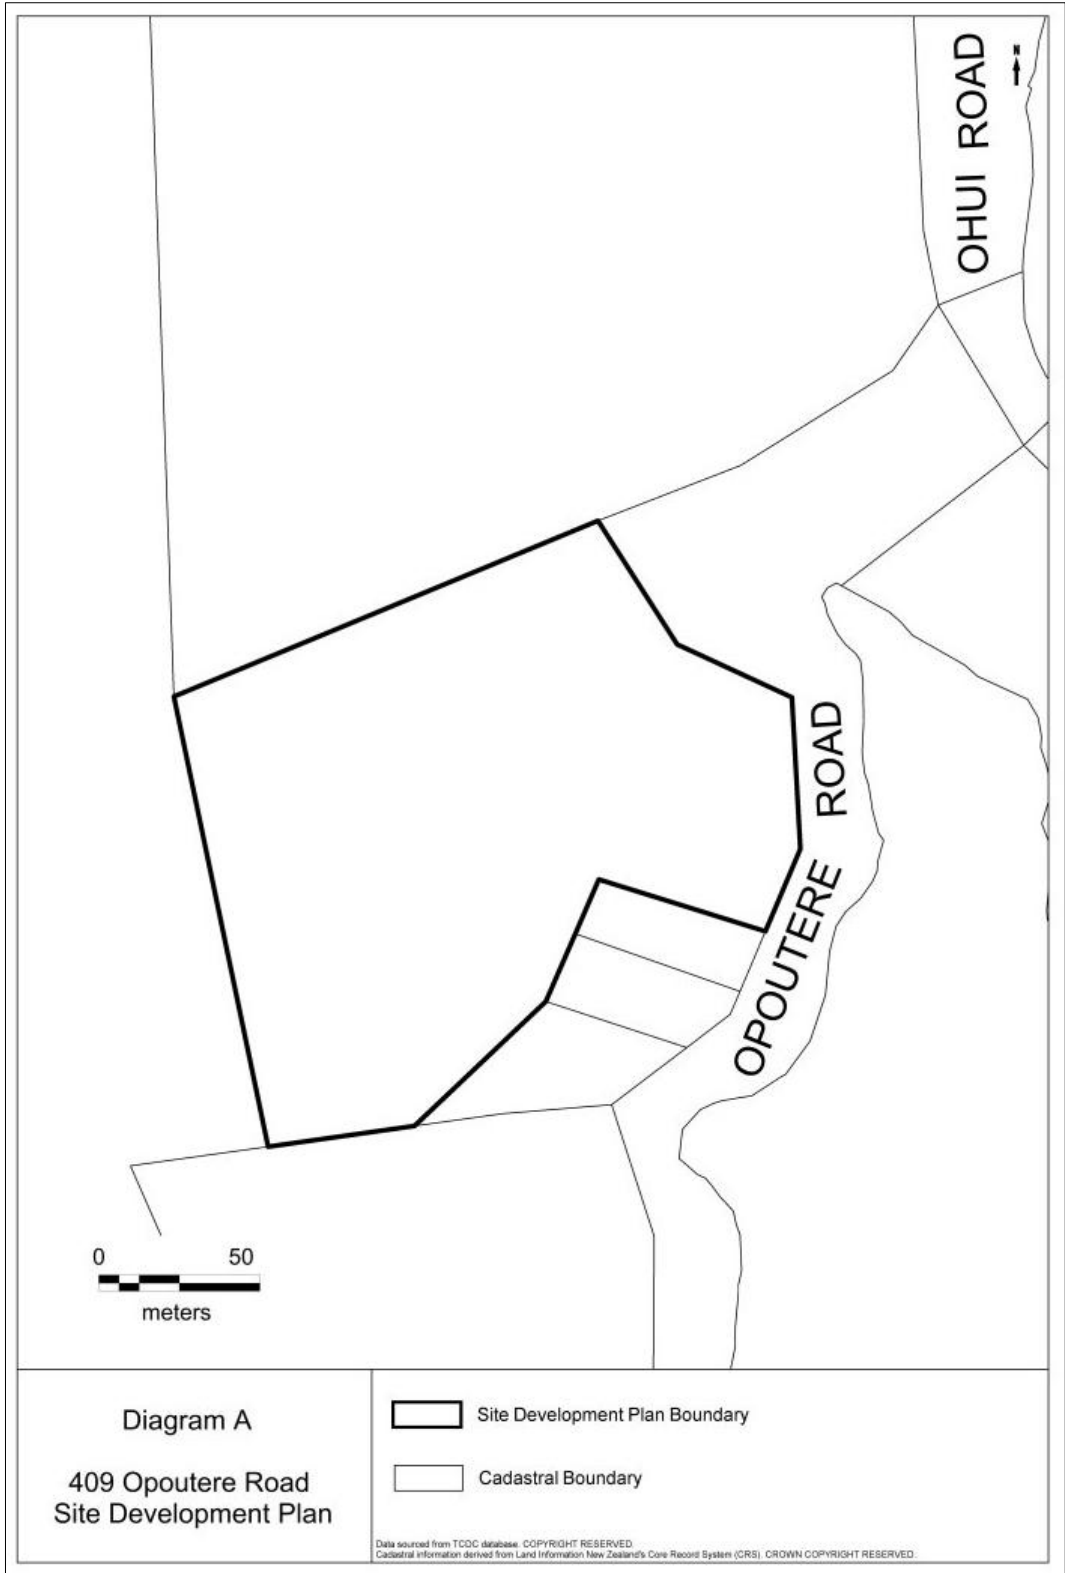 N
OHUI ROAD
OPOUTERE ROAD
0 50
meters
Diagram A
409 Opoutere Road
Site Development Plan
Site Development Plan Boundary
Cadastral Boundary
Data sourced from TCDC database. COPYRIGHT RESERVED.
Cadastral information derived from Land Information New Zealand's Core Record System (CRS). CROWN COPYRIGHT RESERVED.